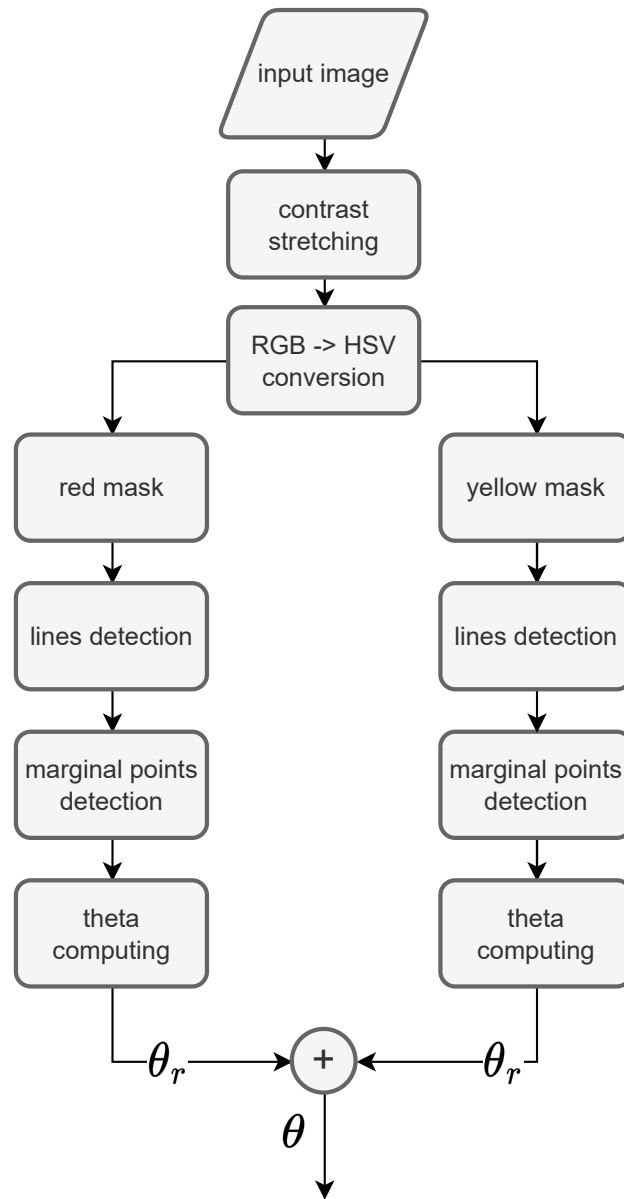 input image
contrast
stretching
RGB -> HSV
conversion
red mask
yellow mask
lines detection
lines detection
marginal points
detection
marginal points
detection
theta
computing
theta
computing
θr
+
θr
θ